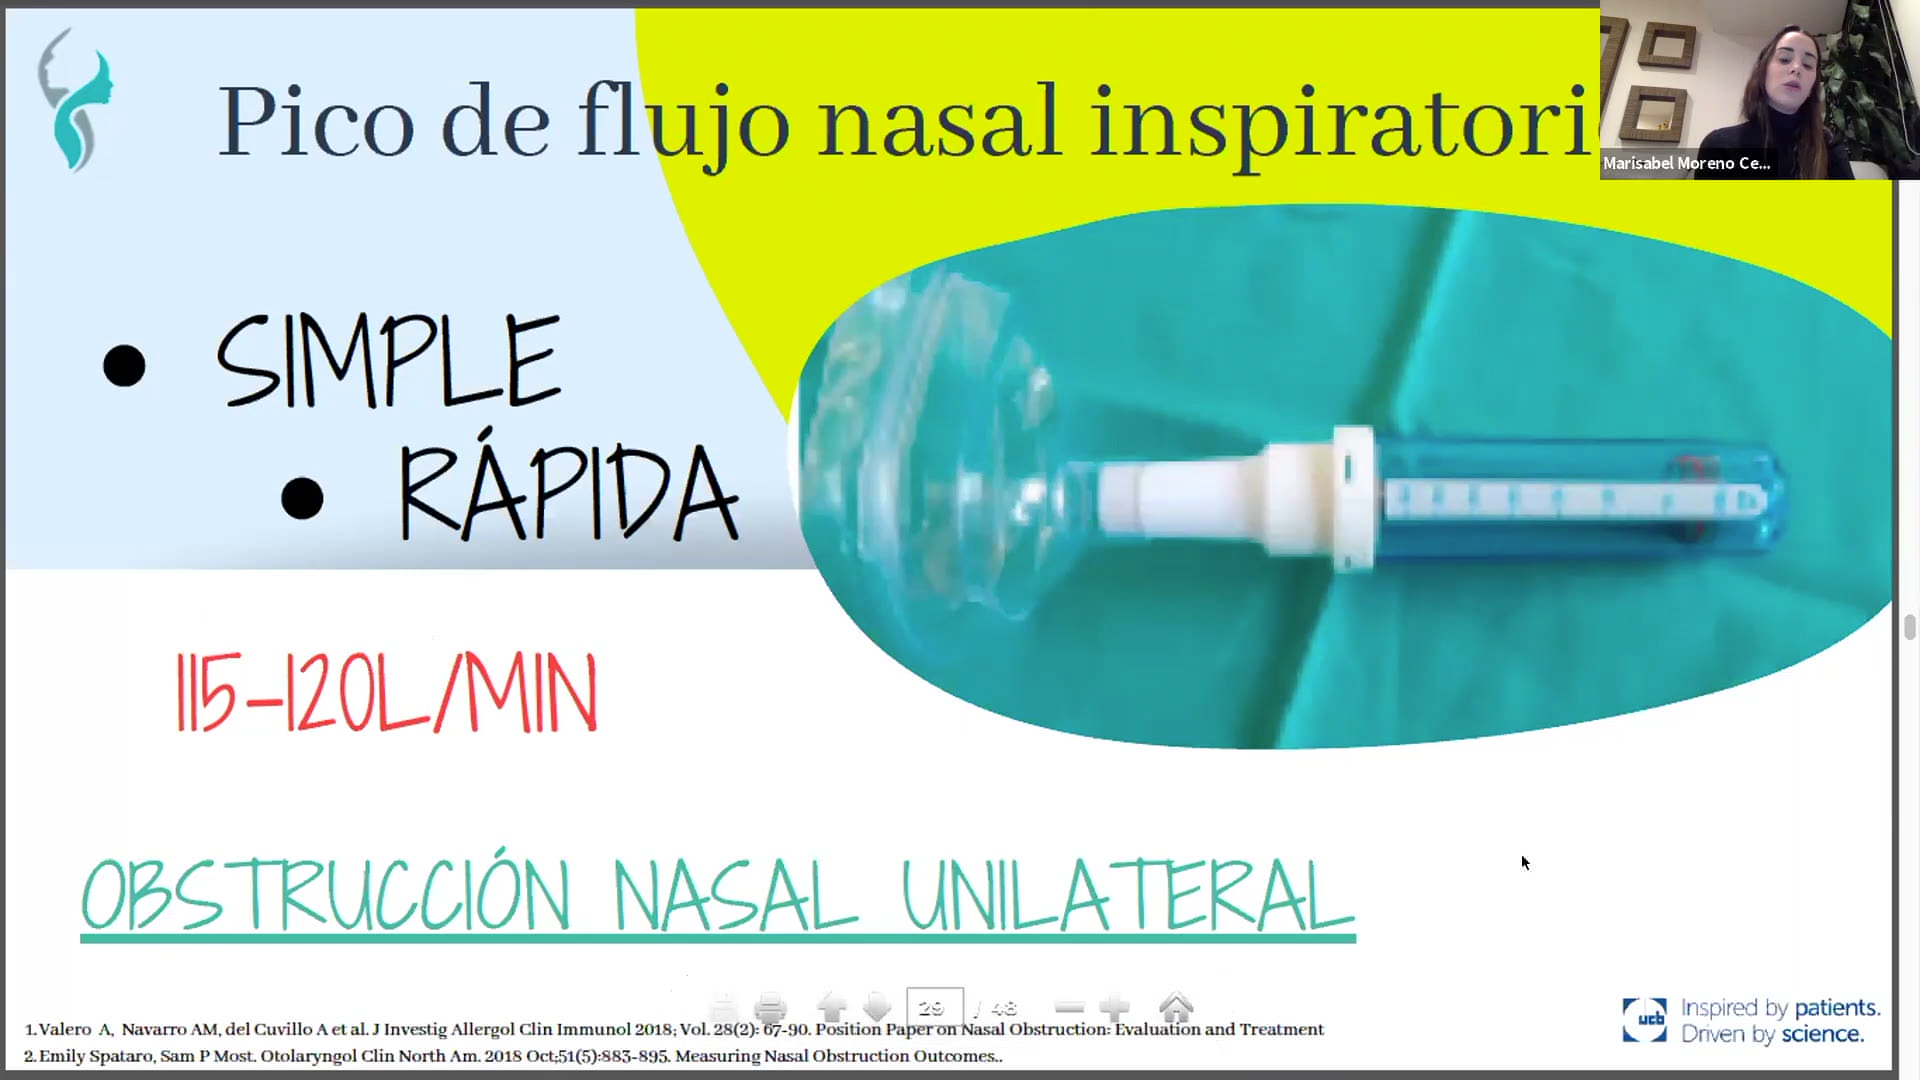 Pico de flujo nasal inspiratori
Marisabel Moreno Ce...
SIMPLE
RÁPIDA
115-120L/MIN
OBSTRUCCIÓN NASAL UNILATERAL
29 / 48
1. Valero A, Navarro AM, del Cuvillo A et al. J Investig Allergol Clin Immunol 2018; Vol. 28(2): 67-90. Position Paper on Nasal Obstruction: Evaluation and Treatment
2. Emily Spataro, Sam P Most. Otolaryngol Clin North Am. 2018 Oct;51(5):883-895. Measuring Nasal Obstruction Outcomes..
ucb
Inspired by patients.
Driven by science.